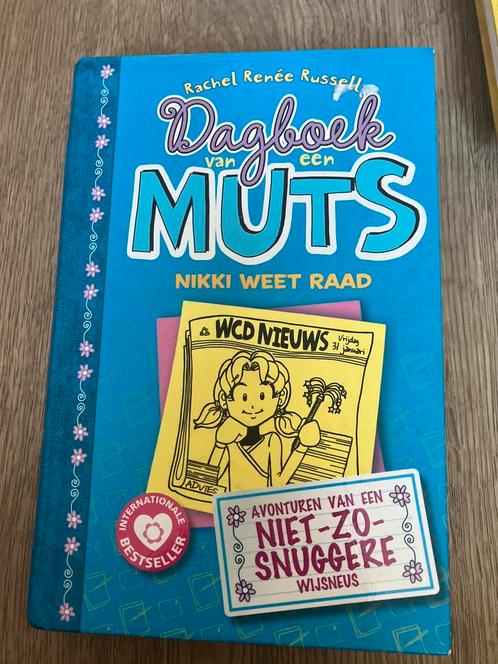 Rachel Renée Russell
Dagboek
van een
MUTS
NIKKI WEET RAAD
WCD NIEUWS
Vrijdag
31 januari
ADVIES
INTERNATIONALE
BESTSELLER
AVONTUREN VAN EEN
NIET-ZO-
SNUGGERE
WIJSNEUS